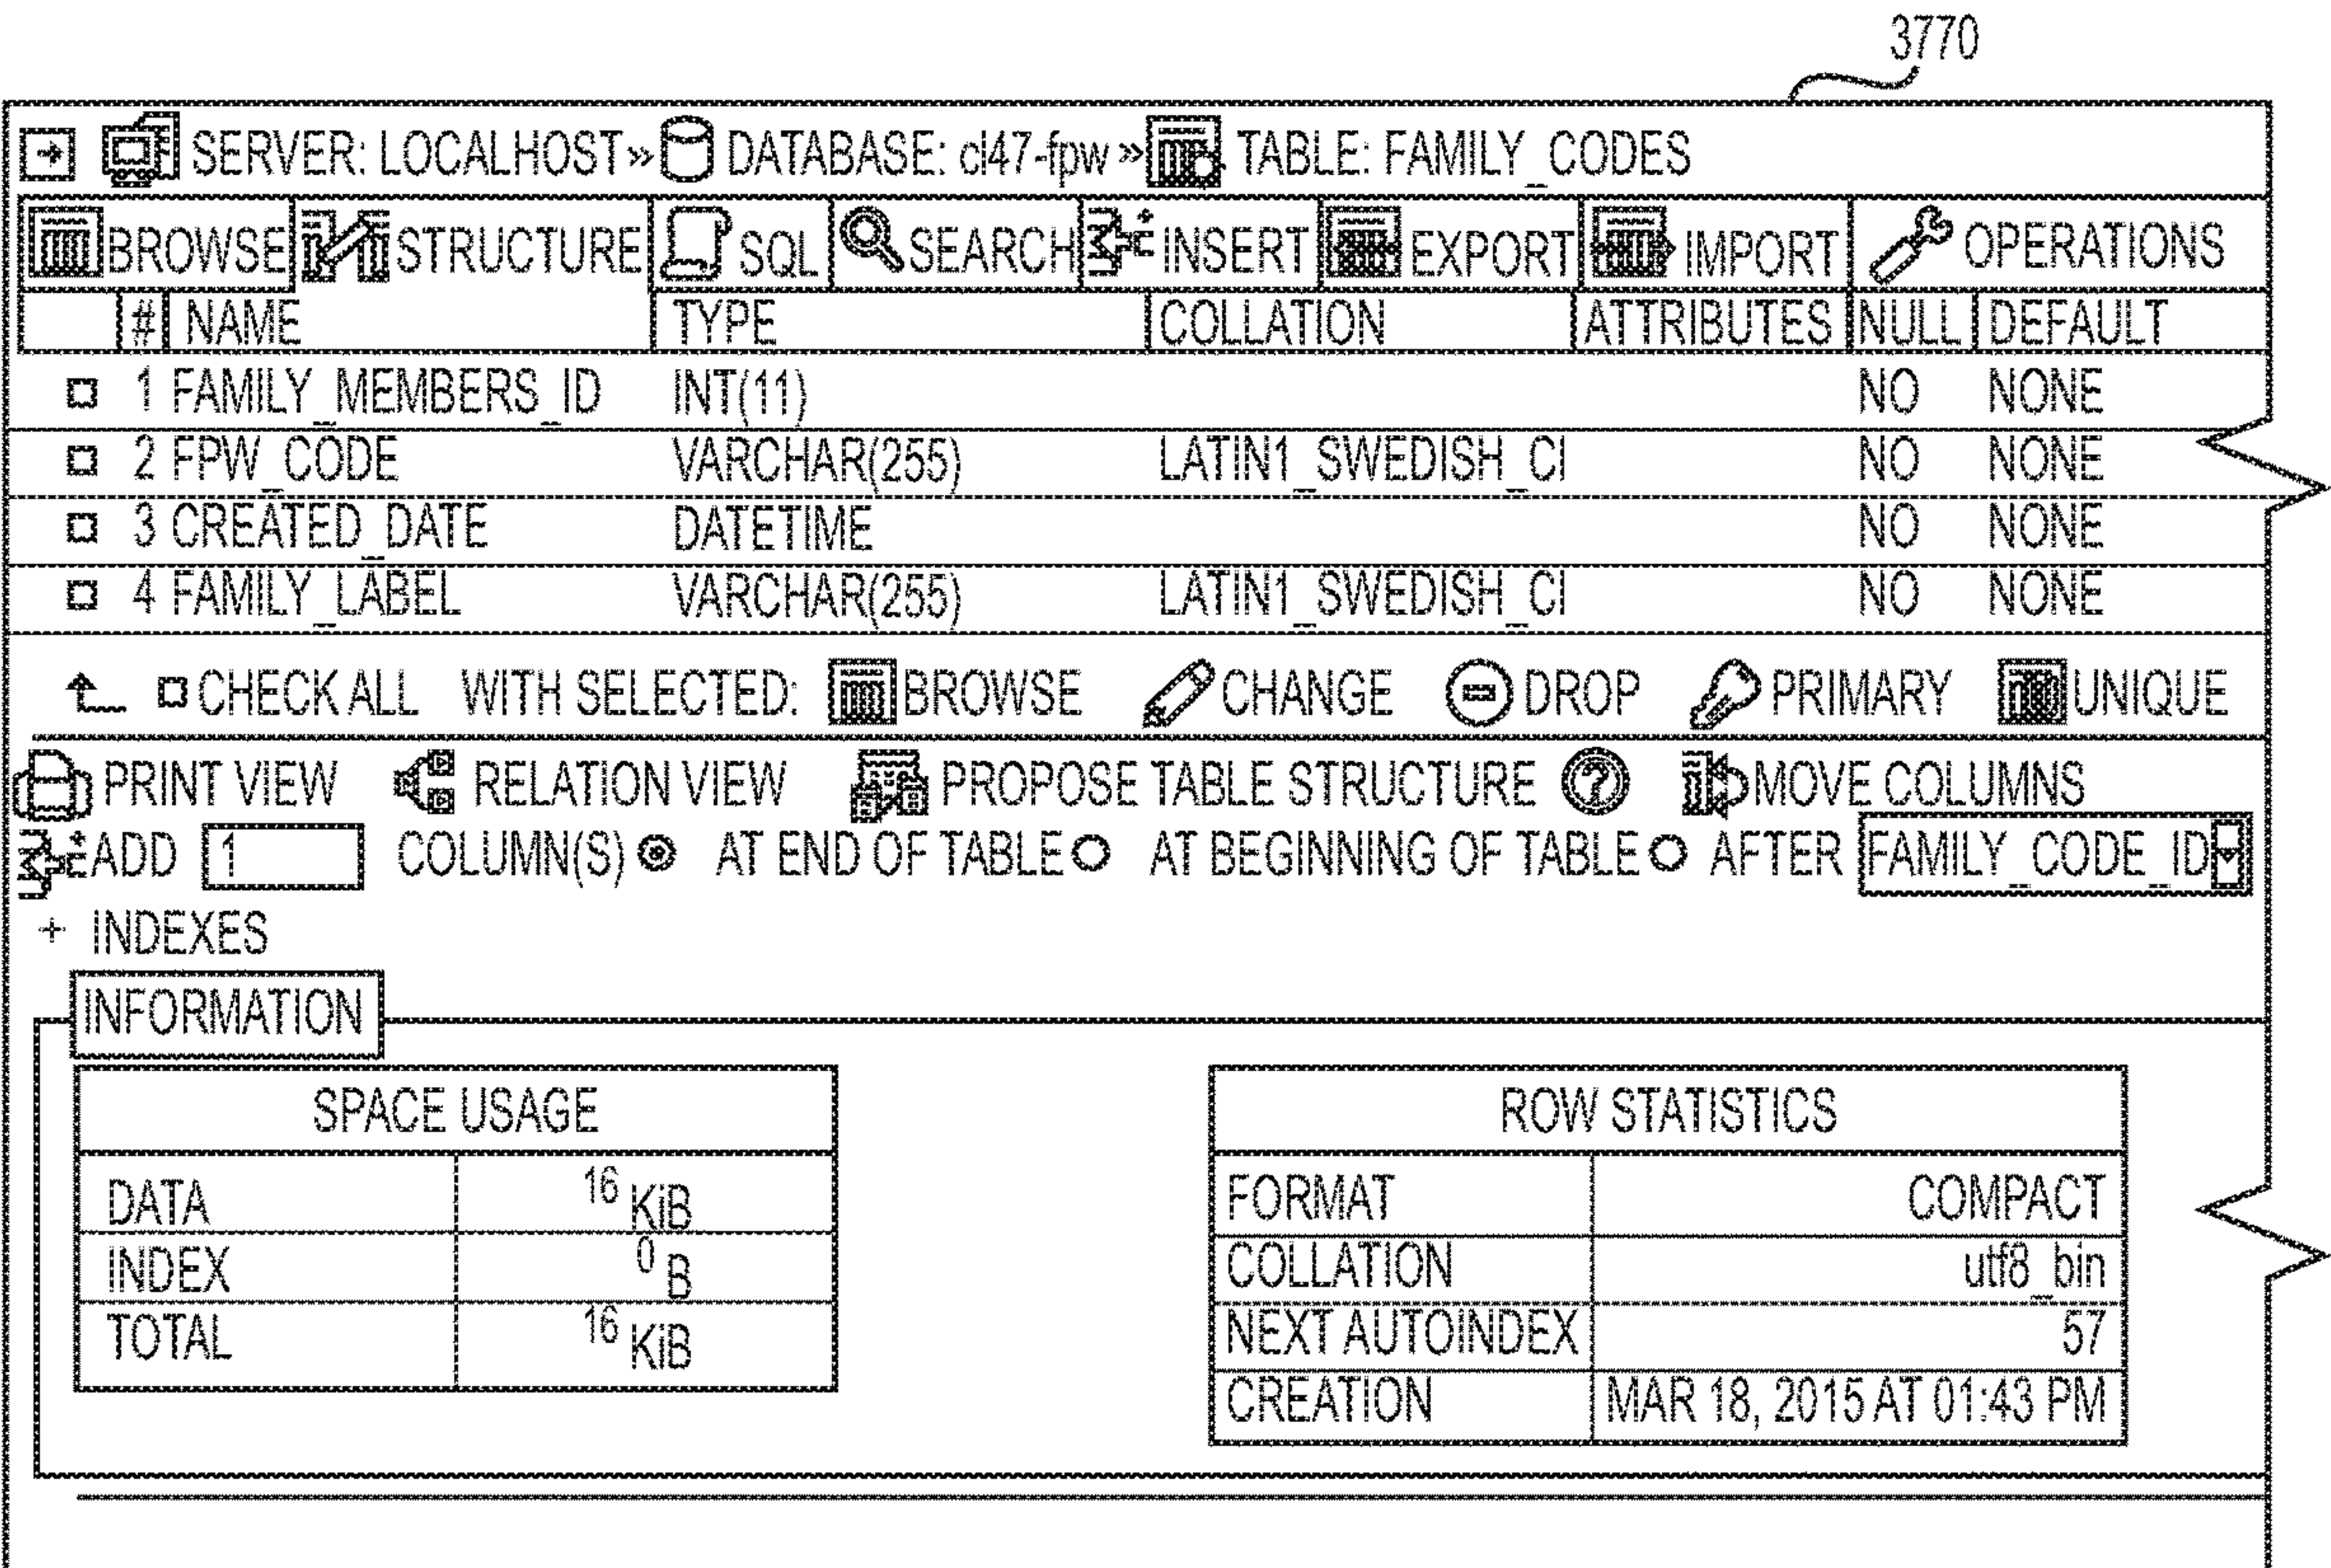 3770
SERVER: LOCALHOST » DATABASE: cl47-fpw » TABLE: FAMILY_CODES
BROWSE STRUCTURE SQL SEARCH INSERT EXPORT IMPORT OPERATIONS
# NAME TYPE COLLATION ATTRIBUTES NULL DEFAULT
1 FAMILY_MEMBERS_ID INT(11) NO NONE
2 FPW_CODE VARCHAR(255) LATIN1_SWEDISH_CI NO NONE
3 CREATED_DATE DATETIME NO NONE
4 FAMILY_LABEL VARCHAR(255) LATIN1_SWEDISH_CI NO NONE
CHECK ALL WITH SELECTED: BROWSE CHANGE DROP PRIMARY UNIQUE
PRINT VIEW RELATION VIEW PROPOSE TABLE STRUCTURE ? MOVE COLUMNS
ADD 1 COLUMN(S) AT END OF TABLE AT BEGINNING OF TABLE AFTER FAMILY_CODE_ID
+ INDEXES
INFORMATION
SPACE USAGE
DATA 16 KiB
INDEX 0 B
TOTAL 16 KiB
ROW STATISTICS
FORMAT COMPACT
COLLATION utf8_bin
NEXT AUTOINDEX 57
CREATION MAR 18, 2015 AT 01:43 PM